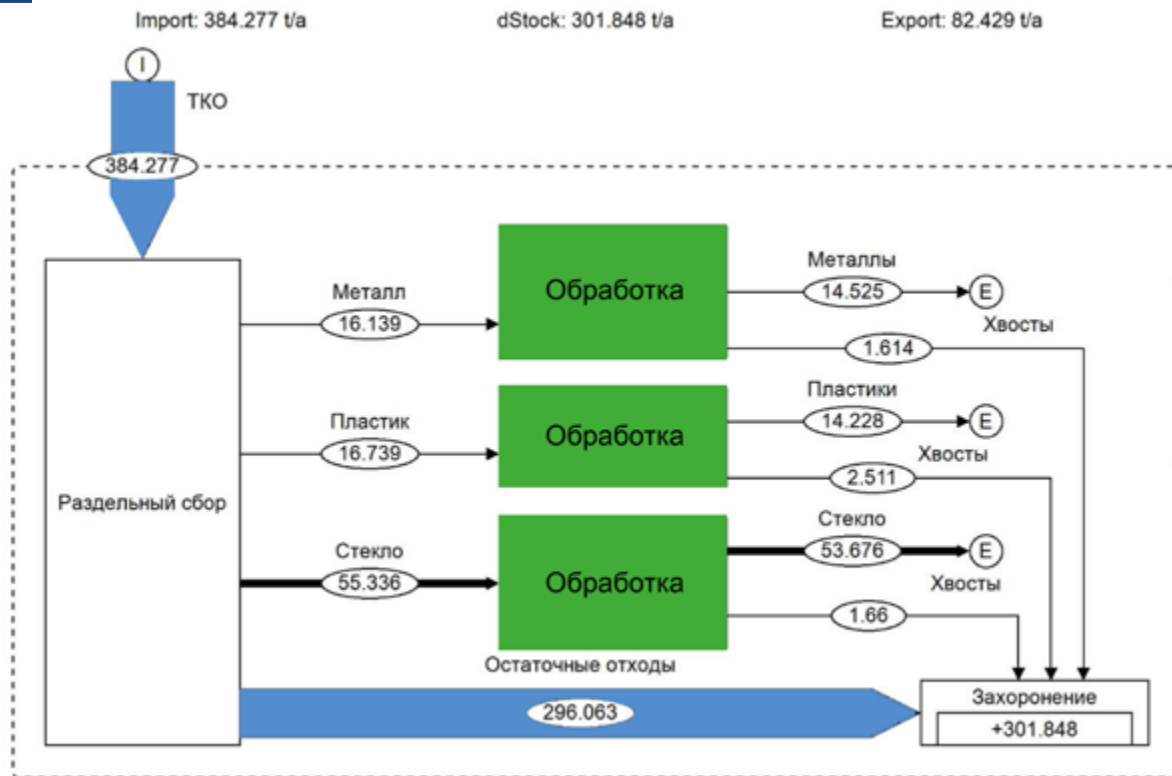 Import: 384.277 t/a
dStock: 301.848 t/a
Export: 82.429 t/a
I
ТКО
384.277
Раздельный сбор
Металл
16.139
Обработка
Металлы
14.525
E
Хвосты
1.614
Пластик
16.739
Обработка
Пластики
14.228
E
Хвосты
2.511
Стекло
55.336
Обработка
Стекло
53.676
E
Хвосты
1.66
Остаточные отходы
296.063
Захоронение
+301.848